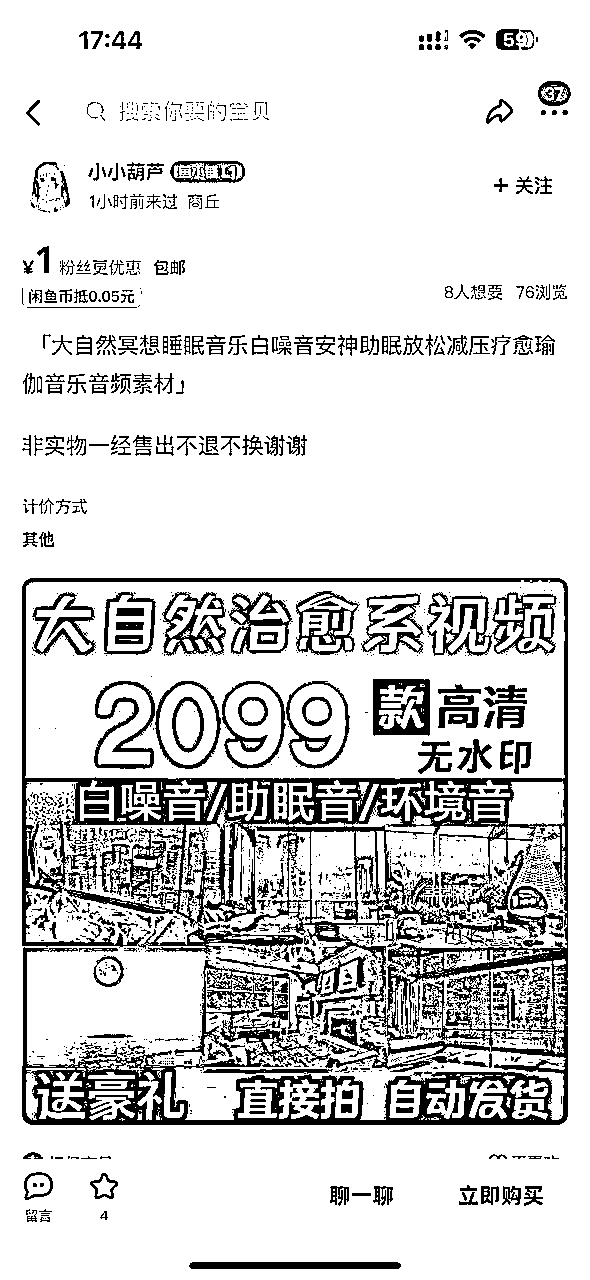 17:44
59
搜索你要的宝贝
37
小小葫芦
1小时前来过 商丘
+ 关注
¥1 粉丝更优惠 包邮
闲鱼币抵0.05元
8人想要 76浏览
「大自然冥想睡眠音乐白噪音安神助眠放松减压疗愈瑜
伽音乐音频素材」
非实物一经售出不退不换谢谢
计价方式
其他
大自然治愈系视频
2099 款 高清
无水印
白噪音/助眠音/环境音
送豪礼 直接拍 自动发货
留言
4
聊一聊
立即购买